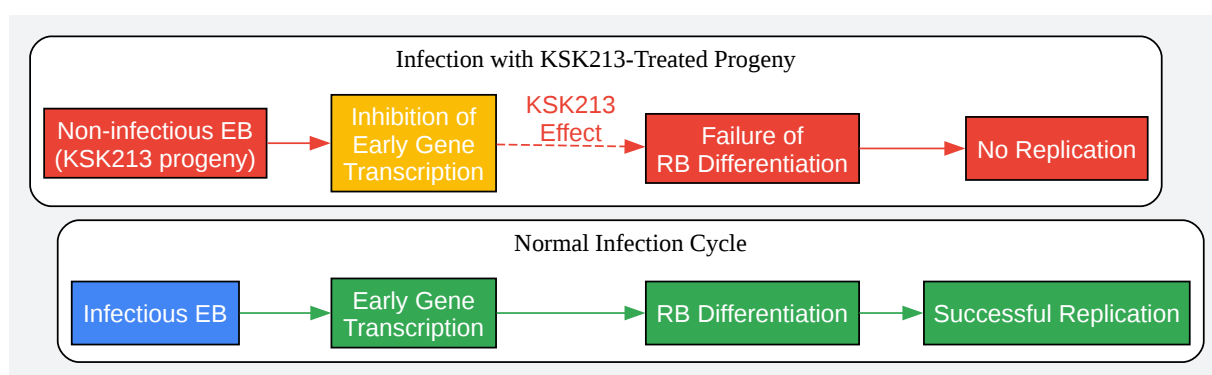 Infection with KSK213-Treated Progeny
Non-infectious EB
(KSK213 progeny)
Inhibition of
Early Gene
Transcription
KSK213
Effect
Failure of
RB Differentiation
No Replication
Normal Infection Cycle
Infectious EB
Early Gene
Transcription
RB Differentiation
Successful Replication